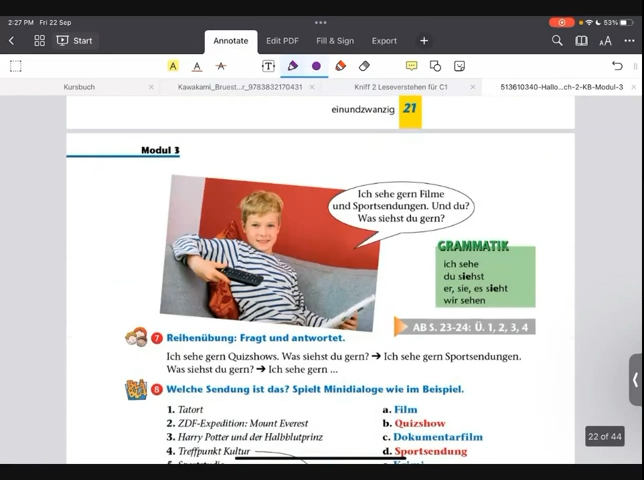 2:27 PM Fri 22 Sep
53%
Start
Annotate
Edit PDF
Fill & Sign
Export
Kursbuch
Kawakami_Bruest...r_9783832170431
Kniff 2 Leseverstehen für C1
513610340-Hallo...ch-2-KB-Modul-3
einundzwanzig 21
Modul 3
Ich sehe gern Filme
und Sportsendungen. Und du?
Was siehst du gern?
GRAMMATIK
ich sehe
du siehst
er, sie, es sieht
wir sehen
AB S. 23-24: Ü. 1, 2, 3, 4
7 Reihenübung: Fragt und antwortet.
Ich sehe gern Quizshows. Was siehst du gern? → Ich sehe gern Sportsendungen.
Was siehst du gern? → Ich sehe gern ...
8 Welche Sendung ist das? Spielt Minidialoge wie im Beispiel.
1. Tatort
2. ZDF-Expedition: Mount Everest
3. Harry Potter und der Halbblutprinz
4. Treffpunkt Kultur
a. Film
b. Quizshow
c. Dokumentarfilm
d. Sportsendung
22 of 44